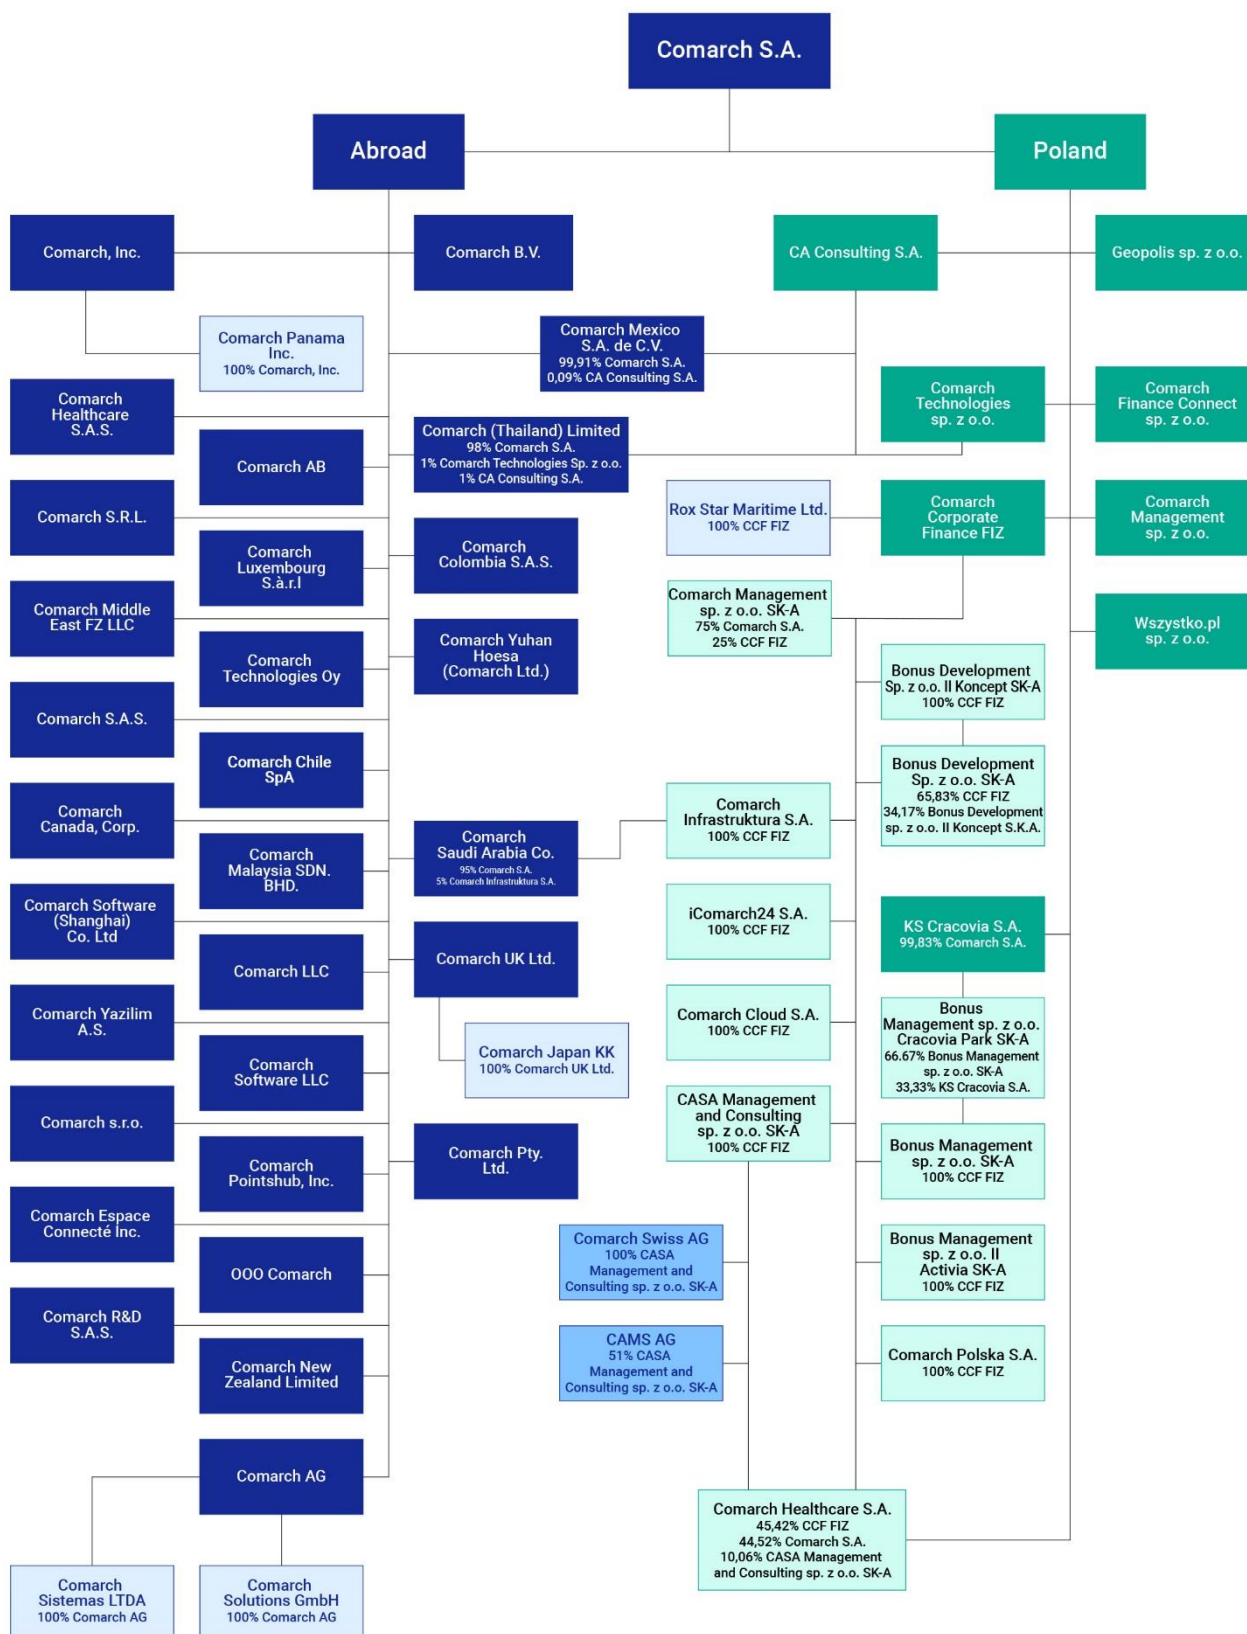 Comarch S.A.
Abroad
Poland
Comarch, Inc.
Comarch B.V.
CA Consulting S.A.
Geopolis sp. z o.o.
Comarch Panama
Inc.
100% Comarch, Inc.
Comarch Mexico
S.A. de C.V.
99,91% Comarch S.A.
0,09% CA Consulting S.A.
Comarch
Healthcare
S.A.S.
Comarch
Technologies
sp. z o.o.
Comarch
Finance Connect
sp. z o.o.
Comarch AB
Comarch (Thailand) Limited
98% Comarch S.A.
1% Comarch Technologies Sp. z o.o.
1% CA Consulting S.A.
Comarch S.R.L.
Rox Star Maritime Ltd.
100% CCF FIZ
Comarch
Corporate
Finance FIZ
Comarch
Management
sp. z o.o.
Comarch
Luxembourg
S.à.r.l
Comarch
Colombia S.A.S.
Comarch Middle
East FZ LLC
Comarch Management
sp. z o.o. SK-A
75% Comarch S.A.
25% CCF FIZ
Wszystko.pl
sp. z o.o.
Comarch
Technologies Oy
Comarch Yuhan
Hoesa
(Comarch Ltd.)
Bonus Development
Sp. z o.o. II Koncept SK-A
100% CCF FIZ
Comarch S.A.S.
Comarch Chile
SpA
Bonus Development
Sp. z o.o. SK-A
65,83% CCF FIZ
34,17% Bonus Development
sp. z o.o. II Koncept S.K.A.
Comarch
Canada, Corp.
Comarch
Malaysia SDN.
BHD.
Comarch
Saudi Arabia Co.
95% Comarch S.A.
5% Comarch Infrastruktura S.A.
Comarch
Infrastruktura S.A.
100% CCF FIZ
Comarch Software
(Shanghai)
Co. Ltd
iComarch24 S.A.
100% CCF FIZ
KS Cracovia S.A.
99,83% Comarch S.A.
Comarch LLC
Comarch UK Ltd.
Comarch Yazilim
A.S.
Comarch Cloud S.A.
100% CCF FIZ
Bonus
Management sp. z o.o.
Cracovia Park SK-A
66.67% Bonus Management
sp. z o.o. SK-A
33,33% KS Cracovia S.A.
Comarch
Software LLC
Comarch Japan KK
100% Comarch UK Ltd.
Comarch s.r.o.
CASA Management
and Consulting
sp. z o.o. SK-A
100% CCF FIZ
Comarch
Pointshub, Inc.
Comarch Pty.
Ltd.
Bonus Management
sp. z o.o. SK-A
100% CCF FIZ
Comarch Espace
Connecté Inc.
OOO Comarch
Comarch Swiss AG
100% CASA
Management and
Consulting sp. z o.o. SK-A
Bonus Management
sp. z o.o. II
Activia SK-A
100% CCF FIZ
Comarch R&D
S.A.S.
Comarch New
Zealand Limited
CAMS AG
51% CASA
Management and
Consulting sp. z o.o. SK-A
Comarch Polska S.A.
100% CCF FIZ
Comarch AG
Comarch Healthcare S.A.
45,42% CCF FIZ
44,52% Comarch S.A.
10,06% CASA Management
and Consulting sp. z o.o. SK-A
Comarch
Sistemas LTDA
100% Comarch AG
Comarch
Solutions GmbH
100% Comarch AG